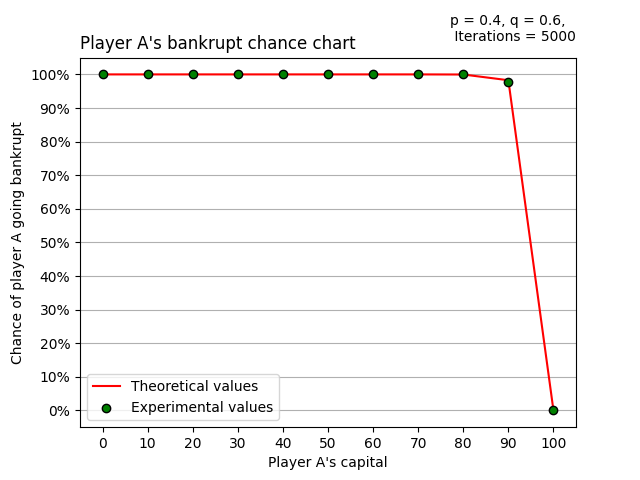 p = 0.4, q = 0.6,
Iterations = 5000
Player A's bankrupt chance chart
Chance of player A going bankrupt
100%
90%
80%
70%
60%
50%
40%
30%
20%
10%
0%
Theoretical values
Experimental values
0 10 20 30 40 50 60 70 80 90 100
Player A's capital